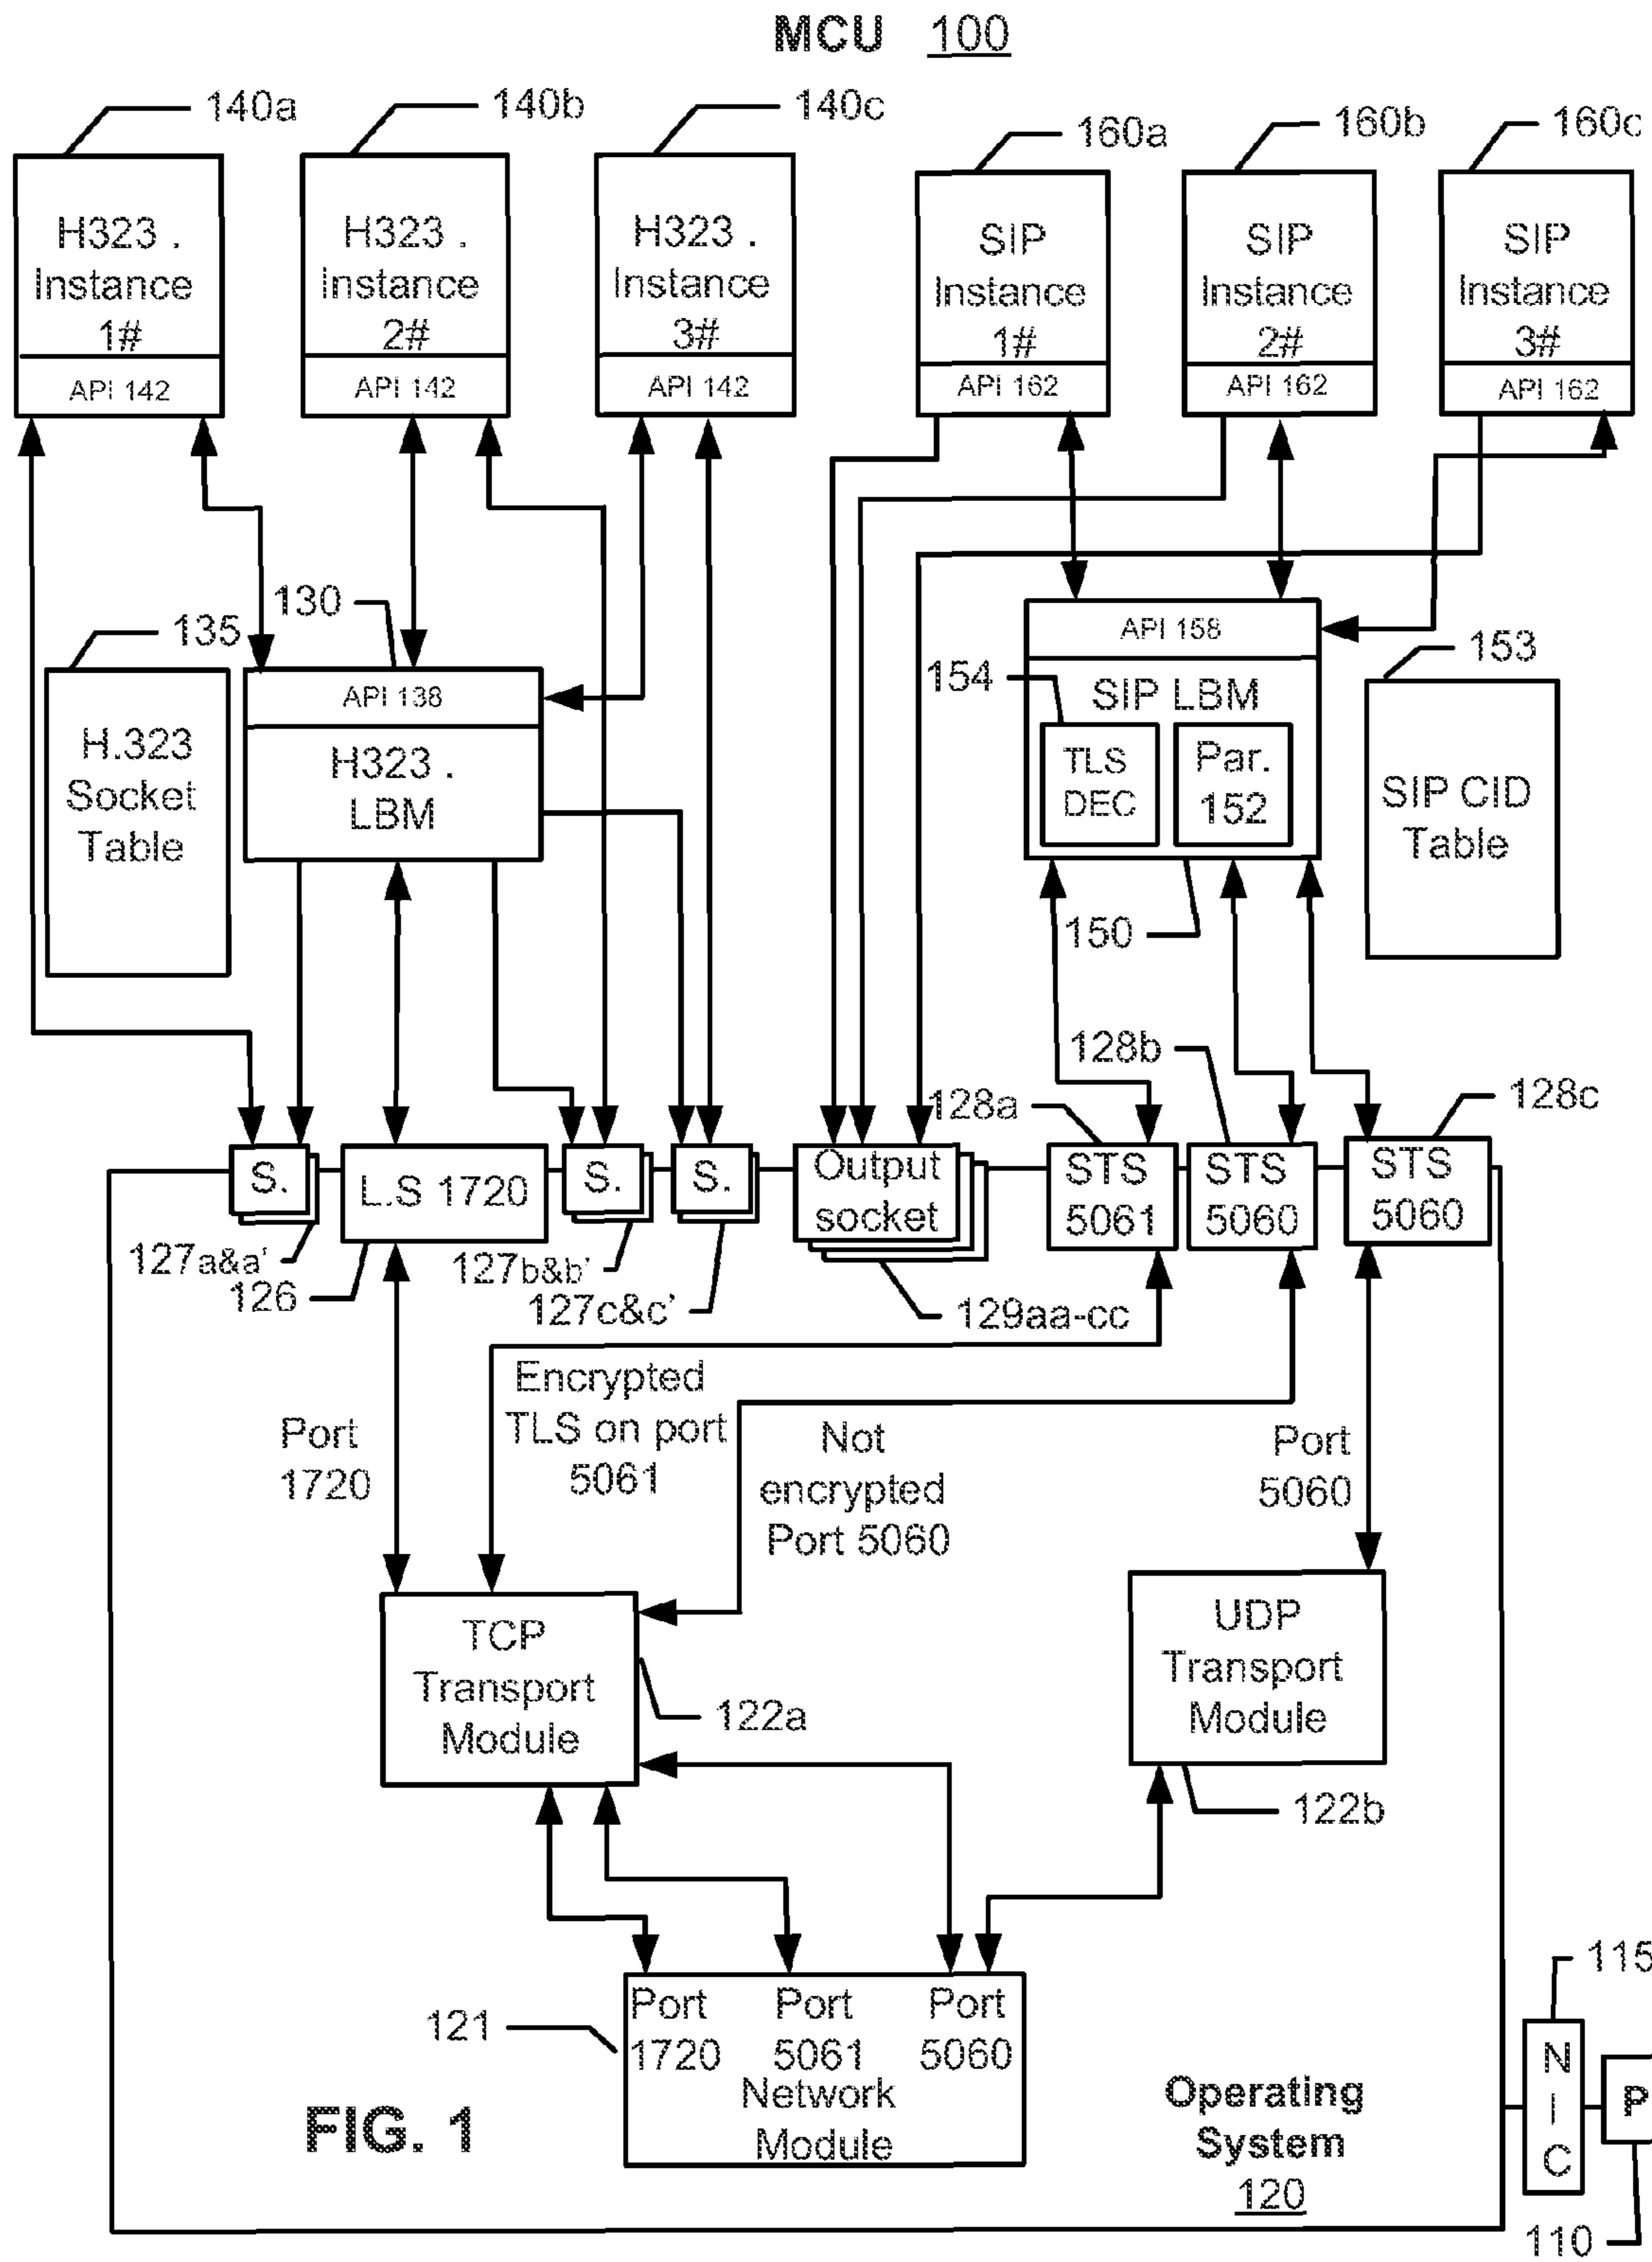 MCU 100
140a
140b
140c
160a
160b
160c
H323 .
Instance
1#
API 142
H323 .
Instance
2#
API 142
H323 .
Instance
3#
API 142
SIP
Instance
1#
API 162
SIP
Instance
2#
API 162
SIP
Instance
3#
API 162
135
130
H.323
Socket
Table
API 138
H323 .
LBM
API 158
154
SIP LBM
TLS
DEC
Par.
152
153
SIP CID
Table
150
128a
128b
128c
S.
L.S 1720
S.
S.
Output
socket
STS
5061
STS
5060
STS
5060
127a&a'
126
127b&b'
127c&c'
129aa-cc
Port
1720
Encrypted
TLS on port
5061
Not
encrypted
Port 5060
Port
5060
TCP
Transport
Module
122a
UDP
Transport
Module
122b
121
Port
1720
Port
5061
Port
5060
Network
Module
FIG. 1
Operating
System
120
115
N
I
C
P
110